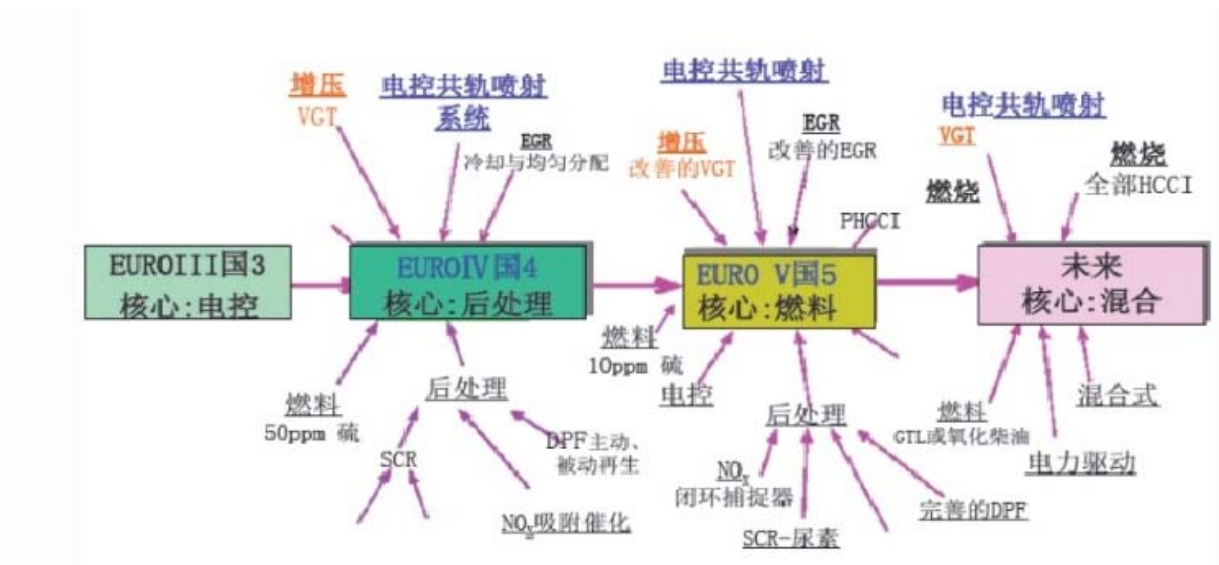 增压
VGT
电控共轨喷射
系统
EGR
冷却与均匀分配
EUROIII国3
核心:电控
EUROIV国4
核心:后处理
燃料
50ppm 硫
后处理
SCR
DPF主动、
被动再生
NOx吸附催化
电控共轨喷射
增压
改善的VGT
EGR
改善的EGR
PHCCI
EURO V国5
核心:燃料
燃料
10ppm 硫
电控
后处理
NOx
闭环捕捉器
SCR-尿素
完善的DPF
电控共轨喷射
VGT
燃烧
燃烧
全部HCCI
未来
核心:混合
燃料
GTL或氧化柴油
混合式
电力驱动